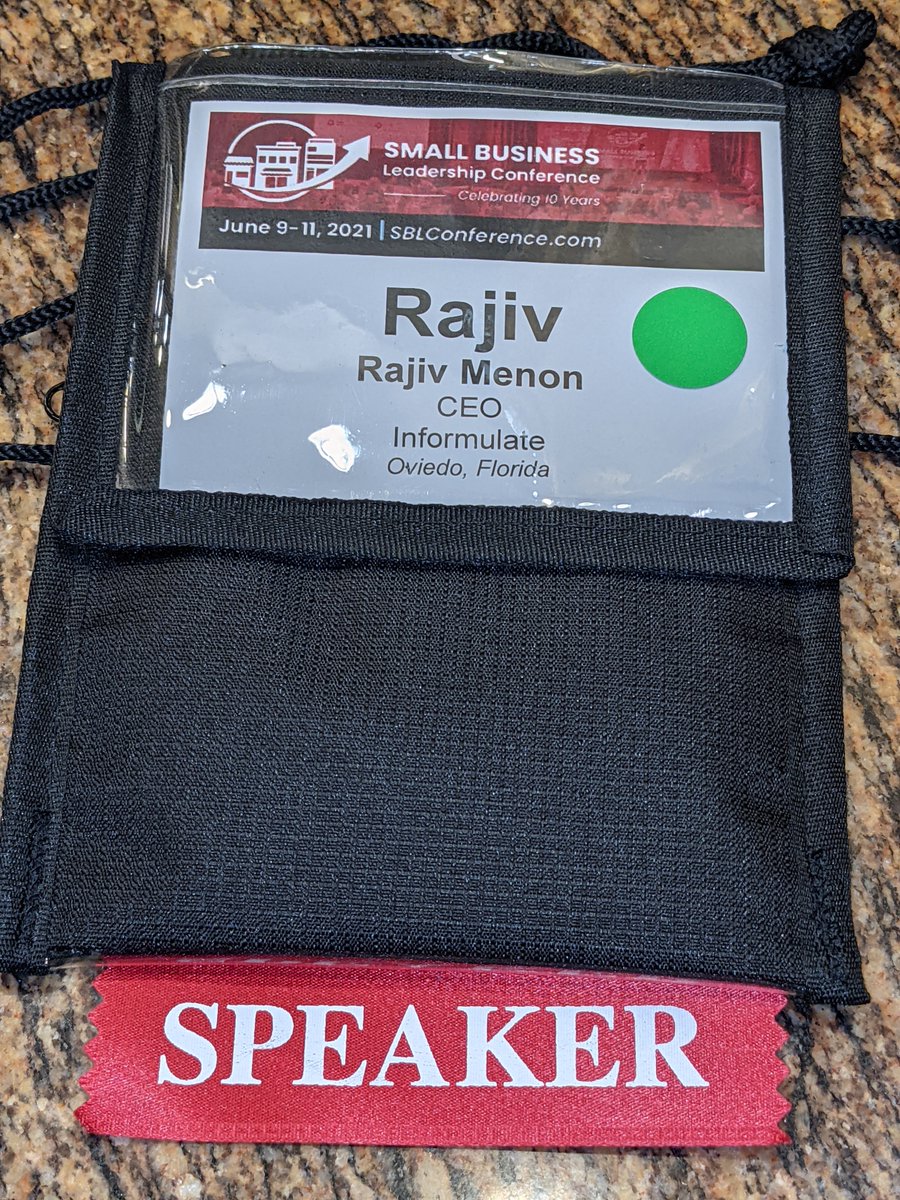 SMALL BUSINESS
Leadership Conference
Celebrating 10 Years
June 9-11, 2021 | SBLConference.com
Rajiv
Rajiv Menon
CEO
Informulate
Oviedo, Florida
SPEAKER